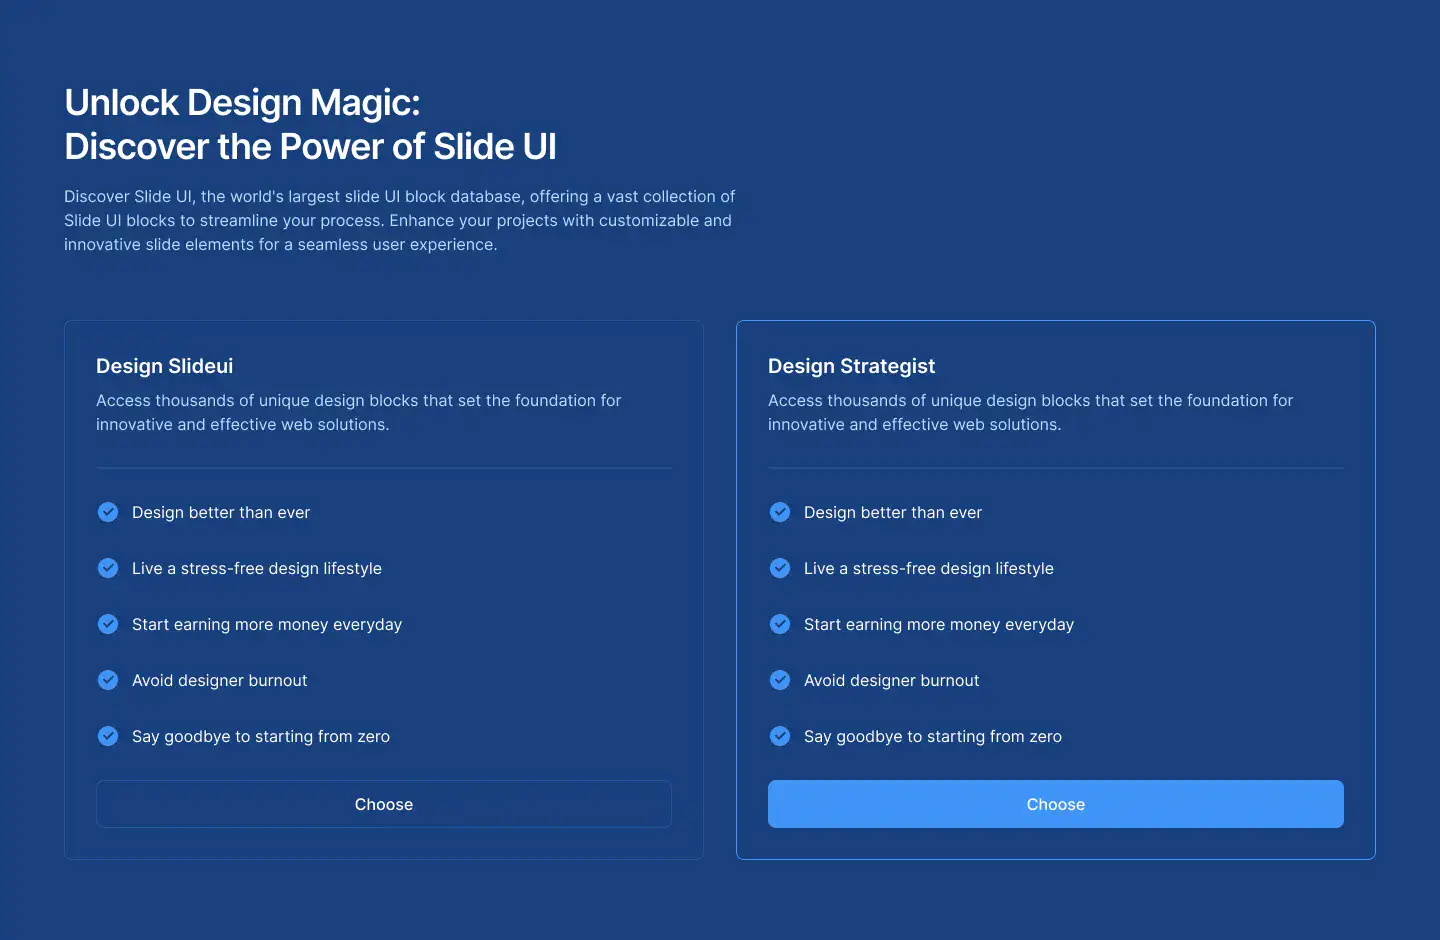 Unlock Design Magic:
Discover the Power of Slide UI
Discover Slide UI, the world's largest slide UI block database, offering a vast collection of
Slide UI blocks to streamline your process. Enhance your projects with customizable and
innovative slide elements for a seamless user experience.
Design Slideui
Access thousands of unique design blocks that set the foundation for
innovative and effective web solutions.
Design better than ever
Live a stress-free design lifestyle
Start earning more money everyday
Avoid designer burnout
Say goodbye to starting from zero
Choose
Design Strategist
Access thousands of unique design blocks that set the foundation for
innovative and effective web solutions.
Design better than ever
Live a stress-free design lifestyle
Start earning more money everyday
Avoid designer burnout
Say goodbye to starting from zero
Choose